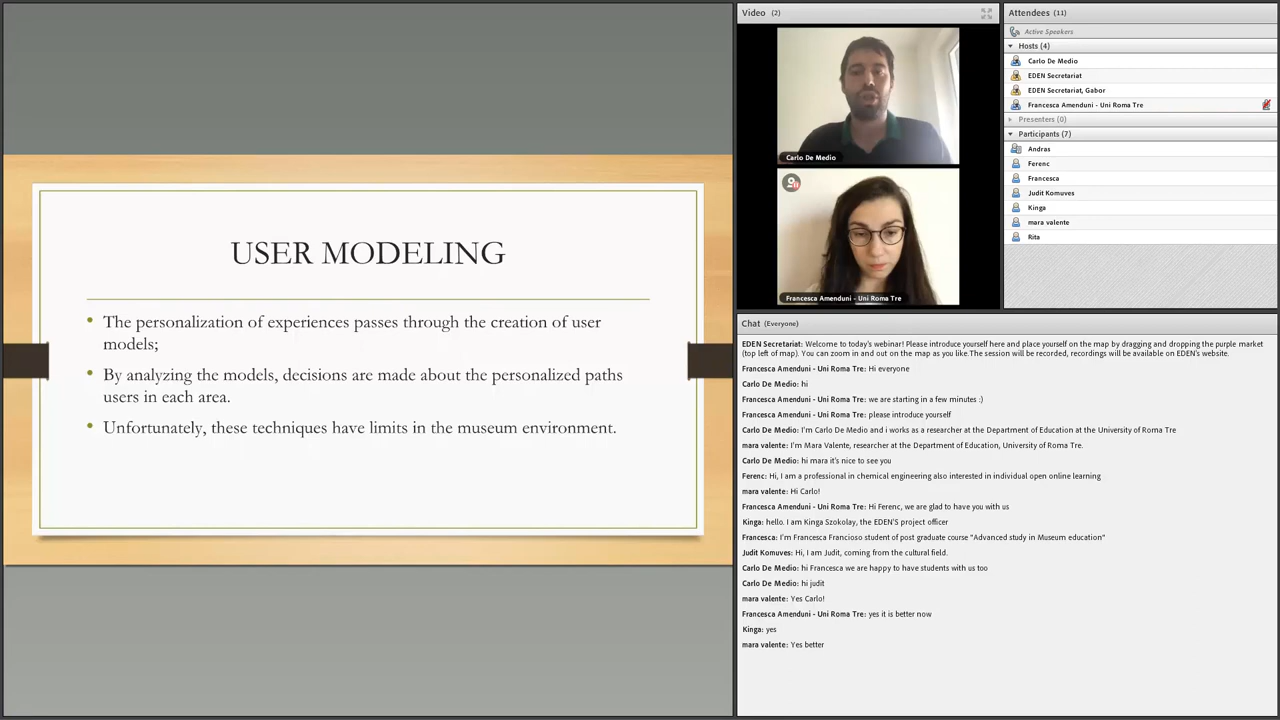 USER MODELING
The personalization of experiences passes through the creation of user
models;
By analyzing the models, decisions are made about the personalized paths
users in each area.
Unfortunately, these techniques have limits in the museum environment.
Video (2)
Carlo De Medio
Francesca Amenduni - Uni Roma Tre
Attendees (11)
Active Speakers
Hosts (4)
Carlo De Medio
EDEN Secretariat
EDEN Secretariat, Gabor
Francesca Amenduni - Uni Roma Tre
Presenters (0)
Participants (7)
Andras
Ferenc
Francesca
Judit Komuves
Kinga
mara valente
Rita
Chat (Everyone)
EDEN Secretariat: Welcome to today's webinar! Please introduce yourself here and place yourself on the map by dragging and dropping the purple market
(top left of map). You can zoom in and out on the map as you like.The session will be recorded, recordings will be available on EDEN's website.
Francesca Amenduni - Uni Roma Tre: Hi everyone
Carlo De Medio: hi
Francesca Amenduni - Uni Roma Tre: we are starting in a few minutes :)
Francesca Amenduni - Uni Roma Tre: please introduce yourself
Carlo De Medio: I'm Carlo De Medio and i works as a researcher at the Department of Education at the University of Roma Tre
mara valente: I'm Mara Valente, researcher at the Department of Education, University of Roma Tre.
Carlo De Medio: hi mara it's nice to see you
Ferenc: Hi, I am a professional in chemical engineering also interested in individual open online learning
mara valente: Hi Carlo!
Francesca Amenduni - Uni Roma Tre: Hi Ferenc, we are glad to have you with us
Kinga: hello. I am Kinga Szokolay, the EDEN'S project officer
Francesca: I'm Francesca Francioso student of post graduate course "Advanced study in Museum education"
Judit Komuves: Hi, I am Judit, coming from the cultural field.
Carlo De Medio: hi Francesca we are happy to have students with us too
Carlo De Medio: hi judit
mara valente: Yes Carlo!
Francesca Amenduni - Uni Roma Tre: yes it is better now
Kinga: yes
mara valente: Yes better